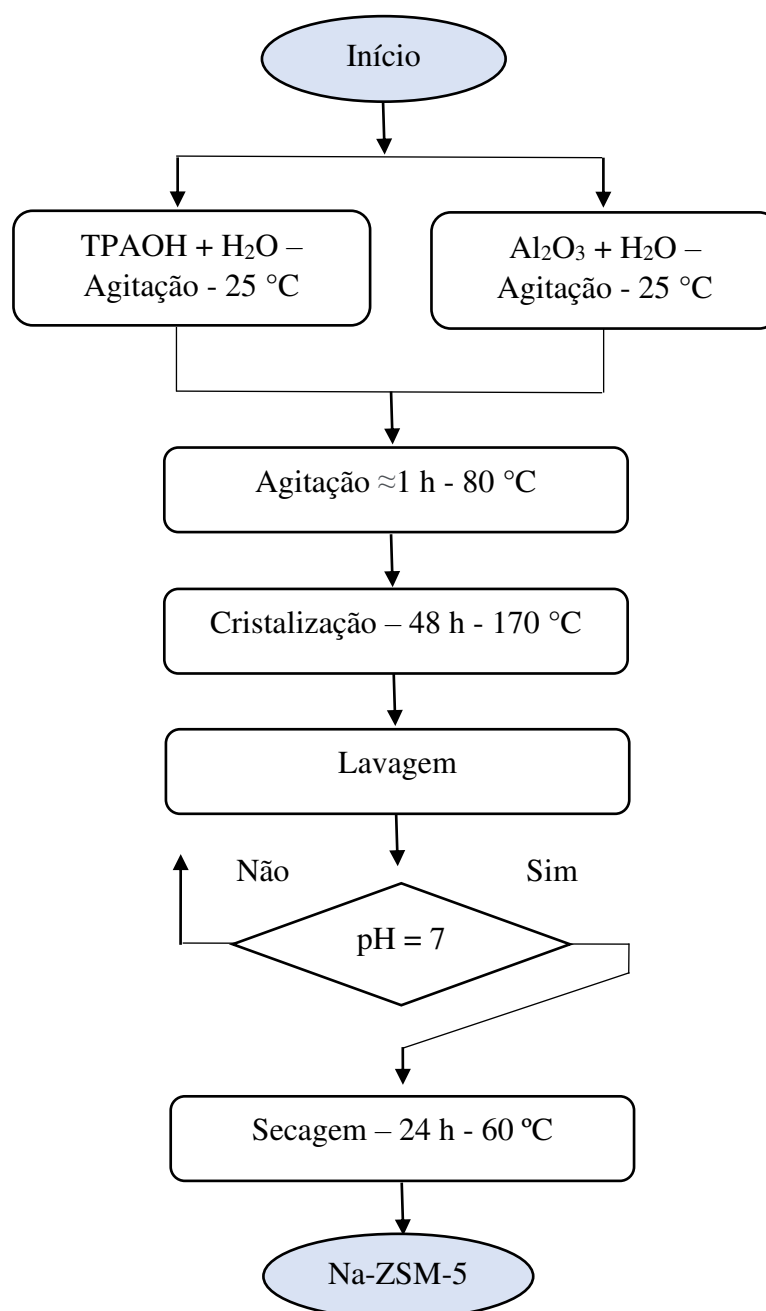 Início
TPAOH + H₂O –
Agitação - 25 °C
Al₂O₃ + H₂O –
Agitação - 25 °C
Agitação ≈1 h - 80 °C
Cristalização – 48 h - 170 °C
Lavagem
Não
Sim
pH = 7
Secagem – 24 h - 60 ºC
Na-ZSM-5